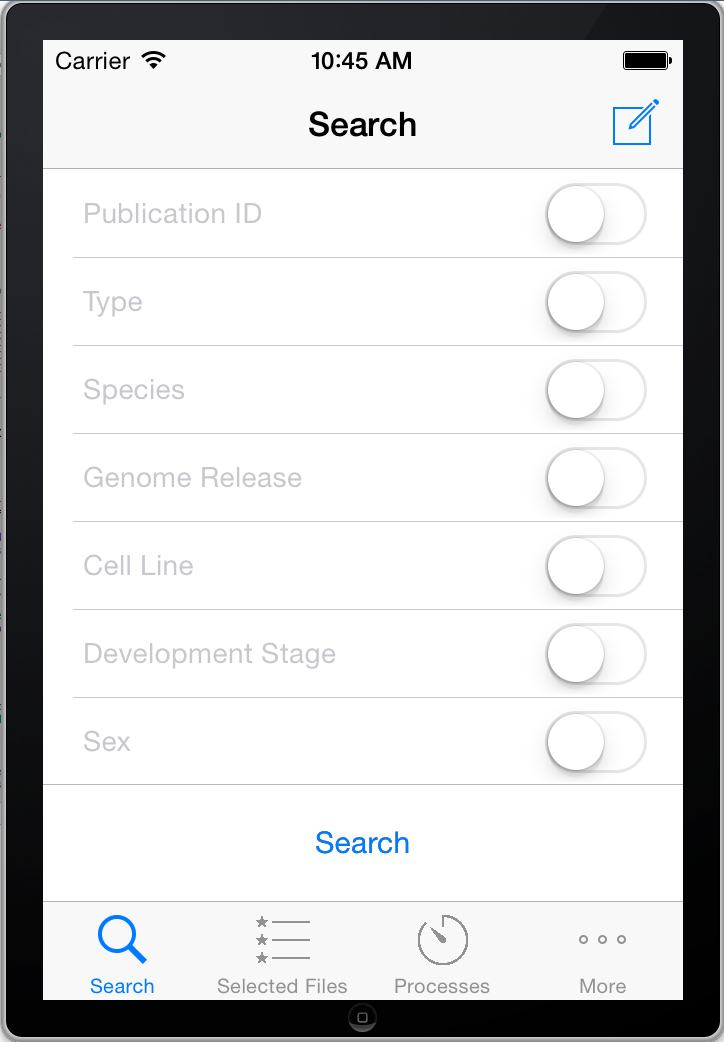 Carrier 10:45 AM
Search
Publication ID
Type
Species
Genome Release
Cell Line
Development Stage
Sex
Search
Search Selected Files Processes More